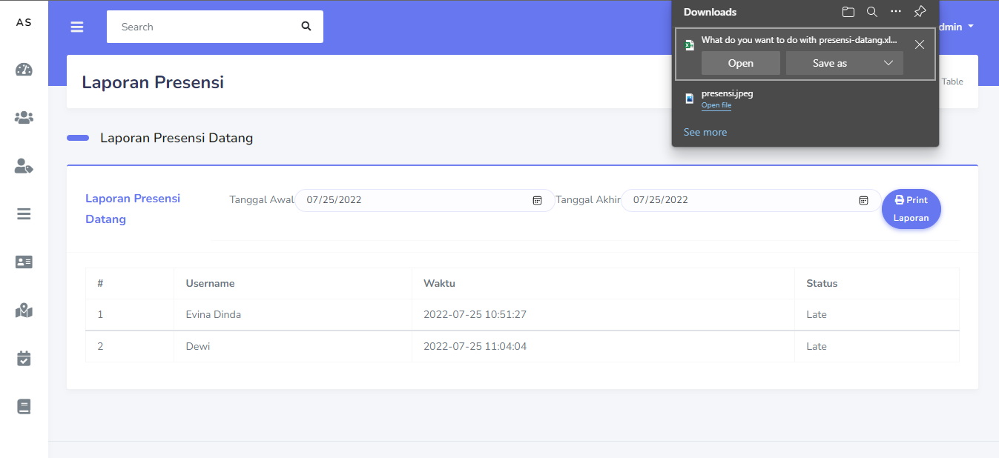 AS
Search
Downloads
What do you want to do with presensi-datang.xl...
Open
Save as
presensi.jpeg
Open file
See more
dmin
Laporan Presensi
Table
Laporan Presensi Datang
Laporan Presensi
Datang
Tanggal Awal 07/25/2022 Tanggal Akhir 07/25/2022
Print
Laporan
# Username Waktu Status
1 Evina Dinda 2022-07-25 10:51:27 Late
2 Dewi 2022-07-25 11:04:04 Late